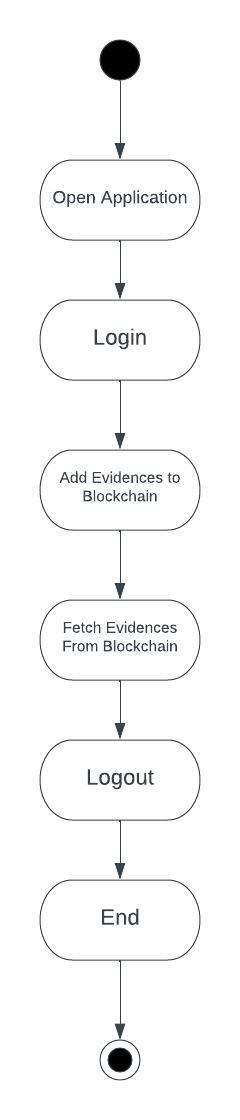 Open Application
Login
Add Evidences to
Blockchain
Fetch Evidences
From Blockchain
Logout
End